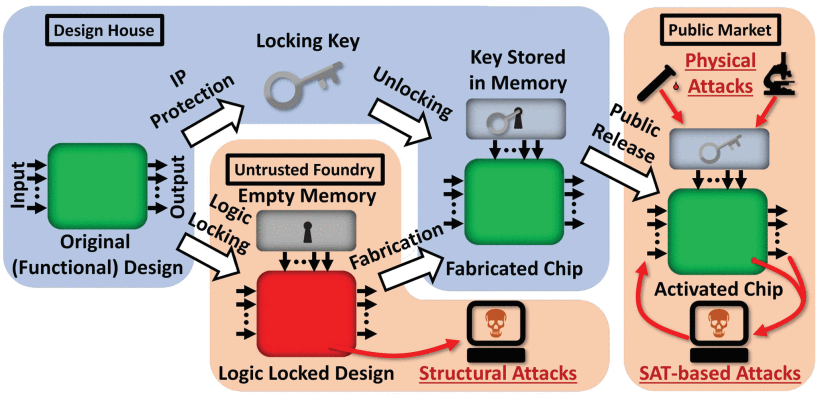 Design House
Locking Key
IP
Protection
Unlocking
Key Stored
in Memory
Input
Output
Original
(Functional) Design
Logic
Locking
Untrusted Foundry
Empty Memory
Fabrication
Logic Locked Design
Structural Attacks
Fabricated Chip
Public
Release
Public Market
Physical
Attacks
Activated Chip
SAT-based Attacks